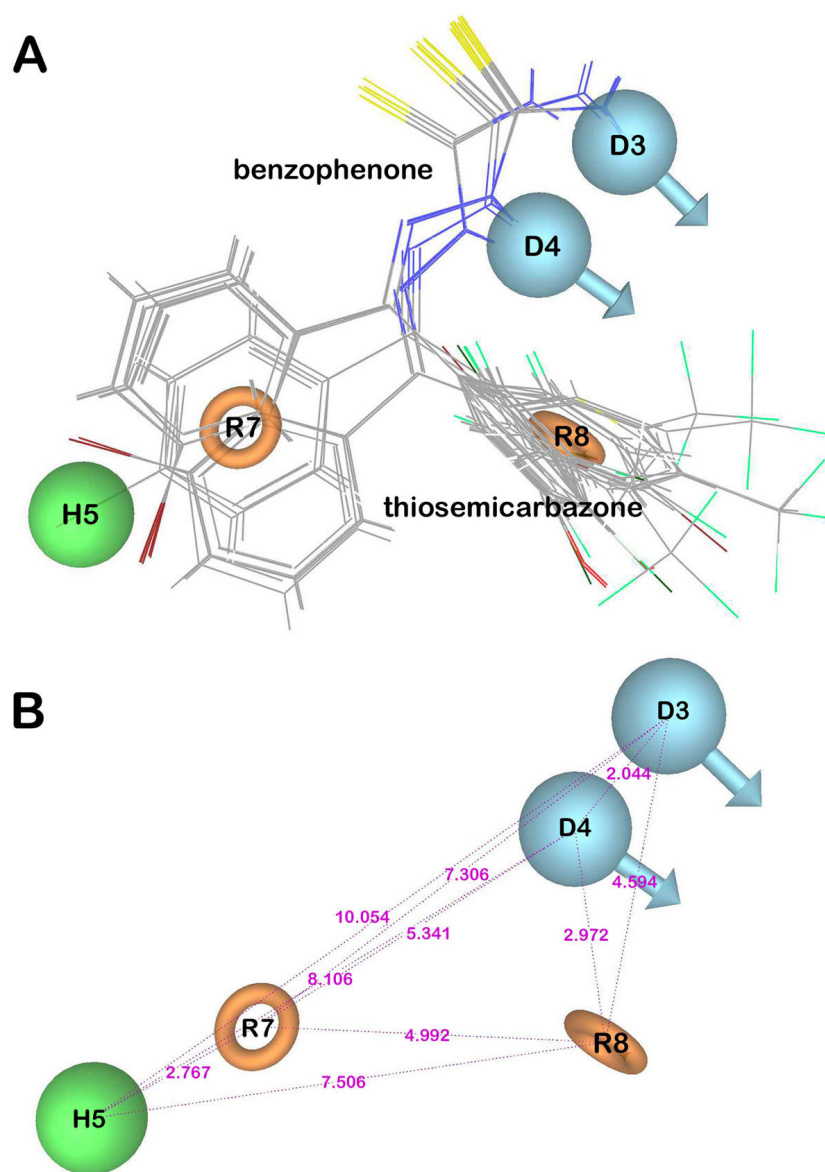 A
D3
benzophenone
D4
R7
R8
H5
thiosemicarbazone
B
D3
2.044
D4
7.306
4.594
10.054
5.341
2.972
8.106
R7
4.992
R8
2.767
7.506
H5